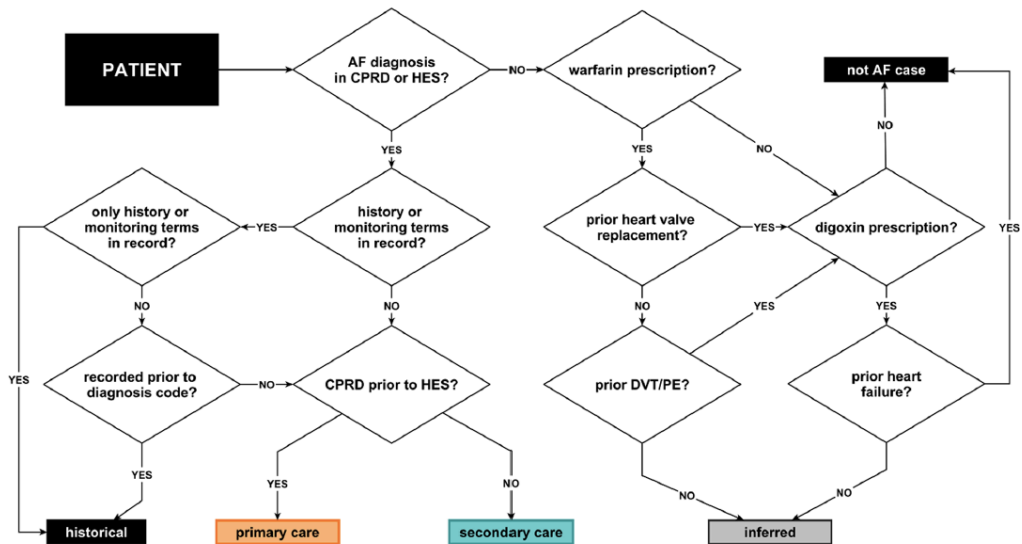 PATIENT
AF diagnosis
in CPRD or HES?
NO
warfarin prescription?
not AF case
YES
YES
NO
NO
only history or
monitoring terms
in record?
YES
history or
monitoring terms
in record?
prior heart valve
replacement?
YES
digoxin prescription?
YES
NO
NO
NO
YES
YES
YES
recorded prior to
diagnosis code?
NO
CPRD prior to HES?
prior DVT/PE?
prior heart
failure?
YES
YES
NO
NO
NO
historical
primary care
secondary care
inferred